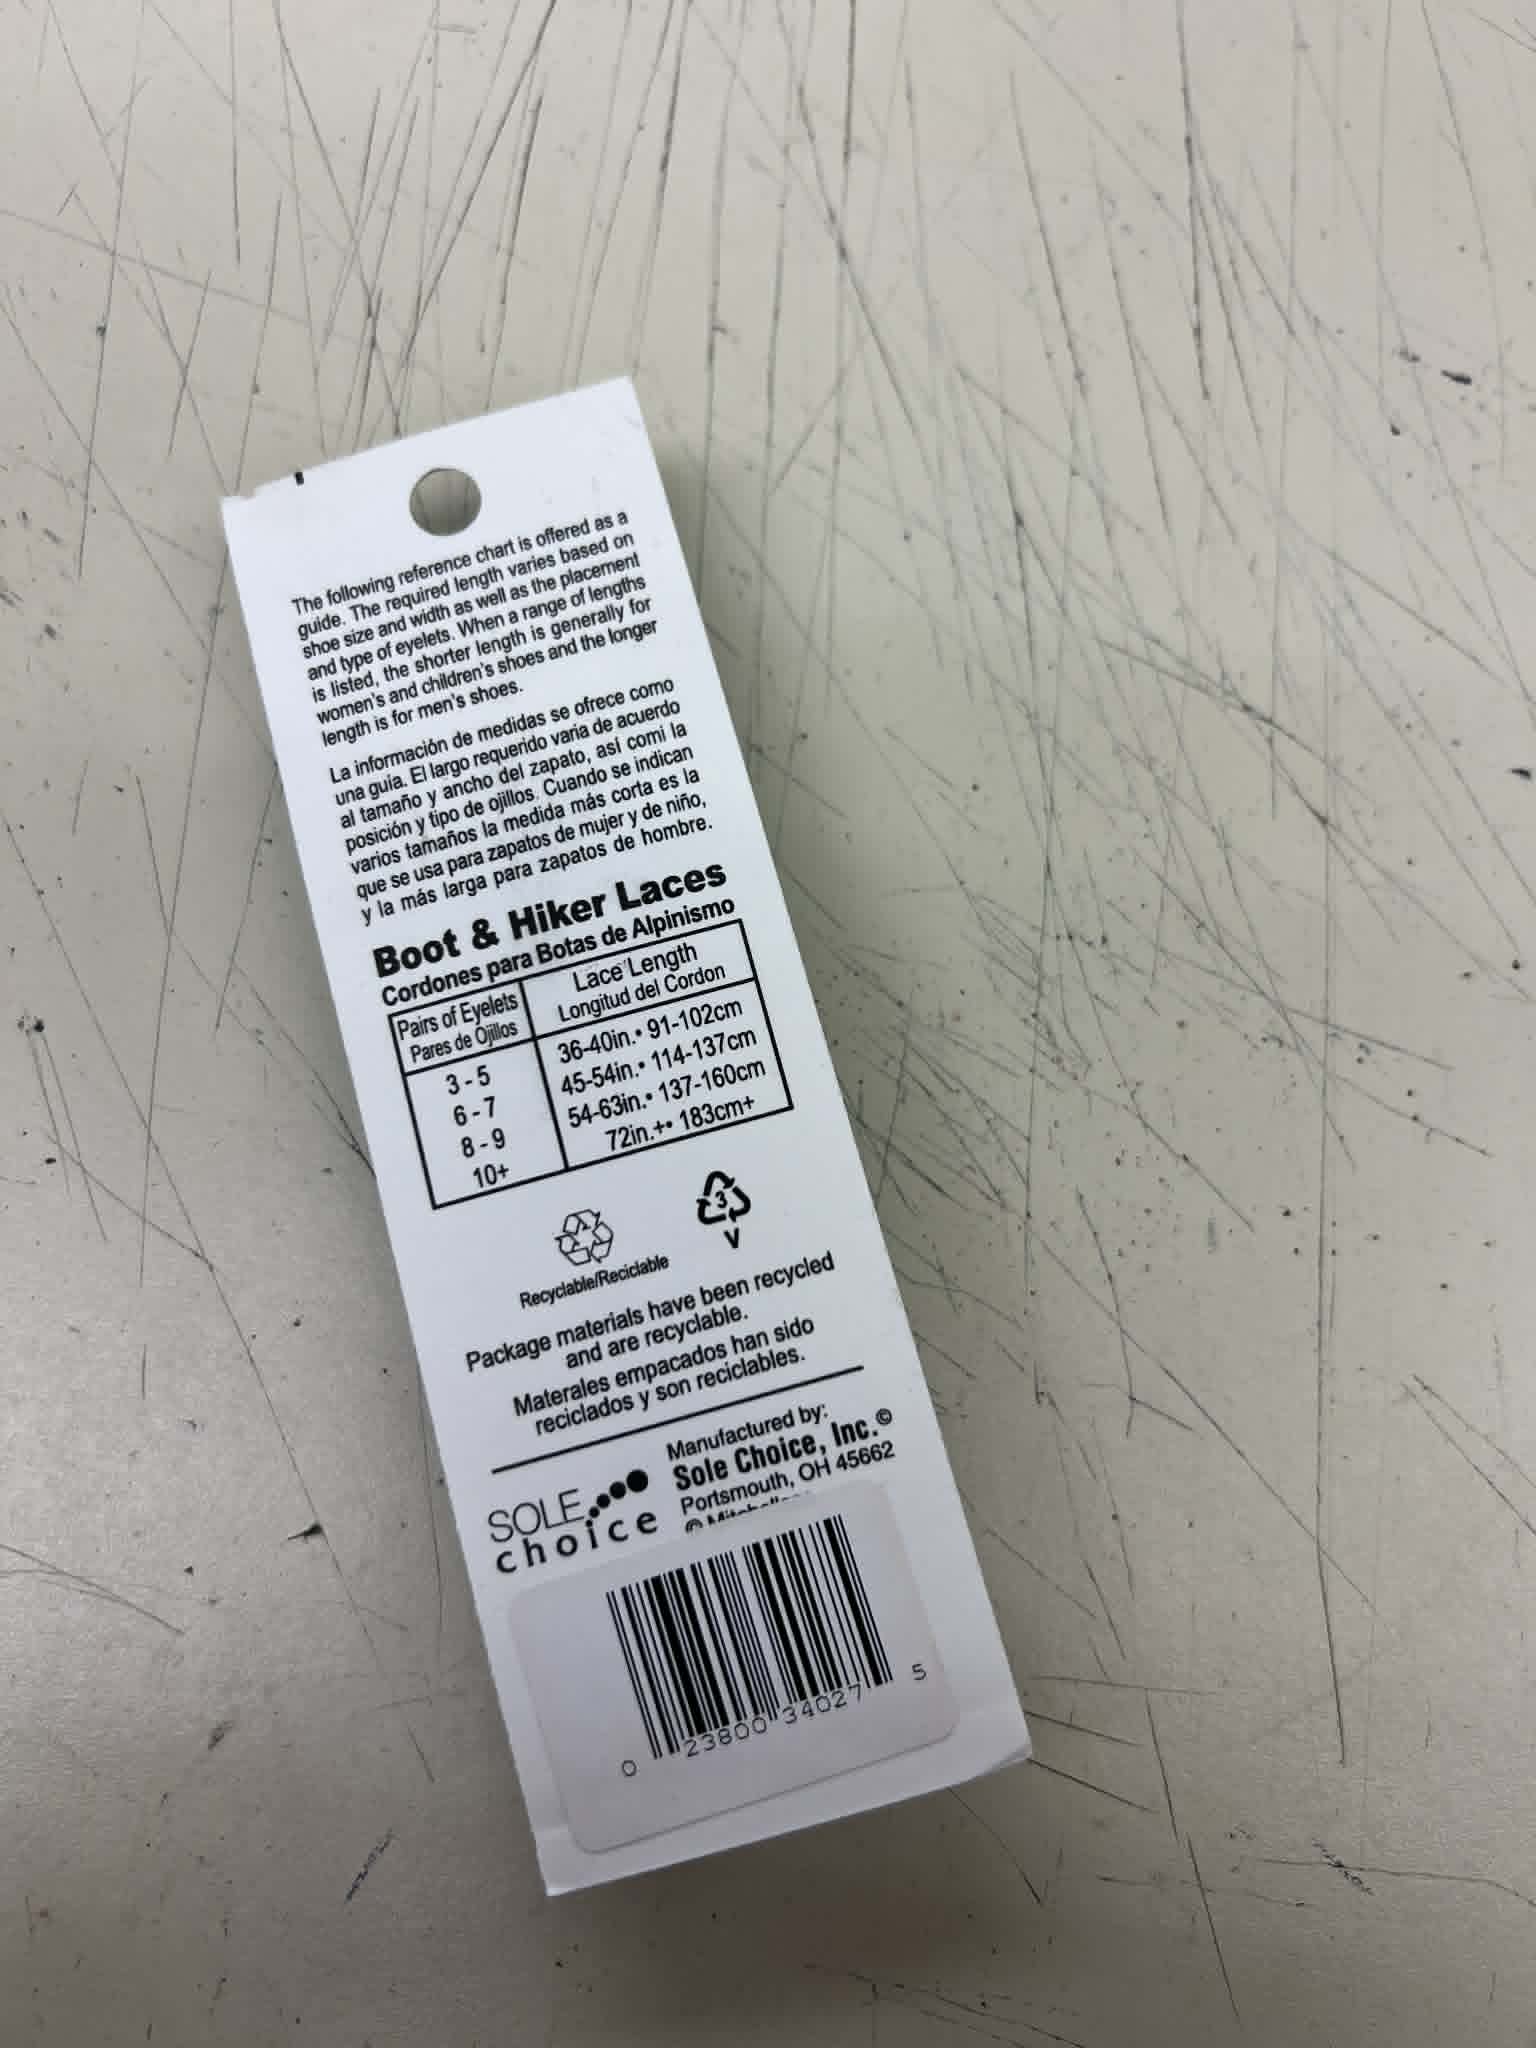 The following reference chart is offered as a
guide. The required length varies based on
shoe size and width as well as the placement
and type of eyelets. When a range of lengths
is listed, the shorter length is generally for
women's and children's shoes and the longer
length is for men's shoes.
La información de medidas se ofrece como
una guía. El largo requerido varia de acuerdo
al tamaño y ancho del zapato, así comi la
posición y tipo de ojillos. Cuando se indican
varios tamaños la medida más corta es la
que se usa para zapatos de mujer y de niño,
y la más larga para zapatos de hombre.
Boot & Hiker Laces
Cordones para Botas de Alpinismo
Pairs of Eyelets Lace Length
Pares de Ojillos Longitud del Cordon
3 - 5 36-40in.• 91-102cm
6 - 7 45-54in.• 114-137cm
8 - 9 54-63in.• 137-160cm
10+ 72in.+• 183cm+
3
V
Recyclable/Reciclable
Package materials have been recycled
and are recyclable.
Materales empacados han sido
reciclados y son reciclables.
SOLE
choice
Manufactured by:
Sole Choice, Inc.©
Portsmouth, OH 45662
©
0 23800 34027 5